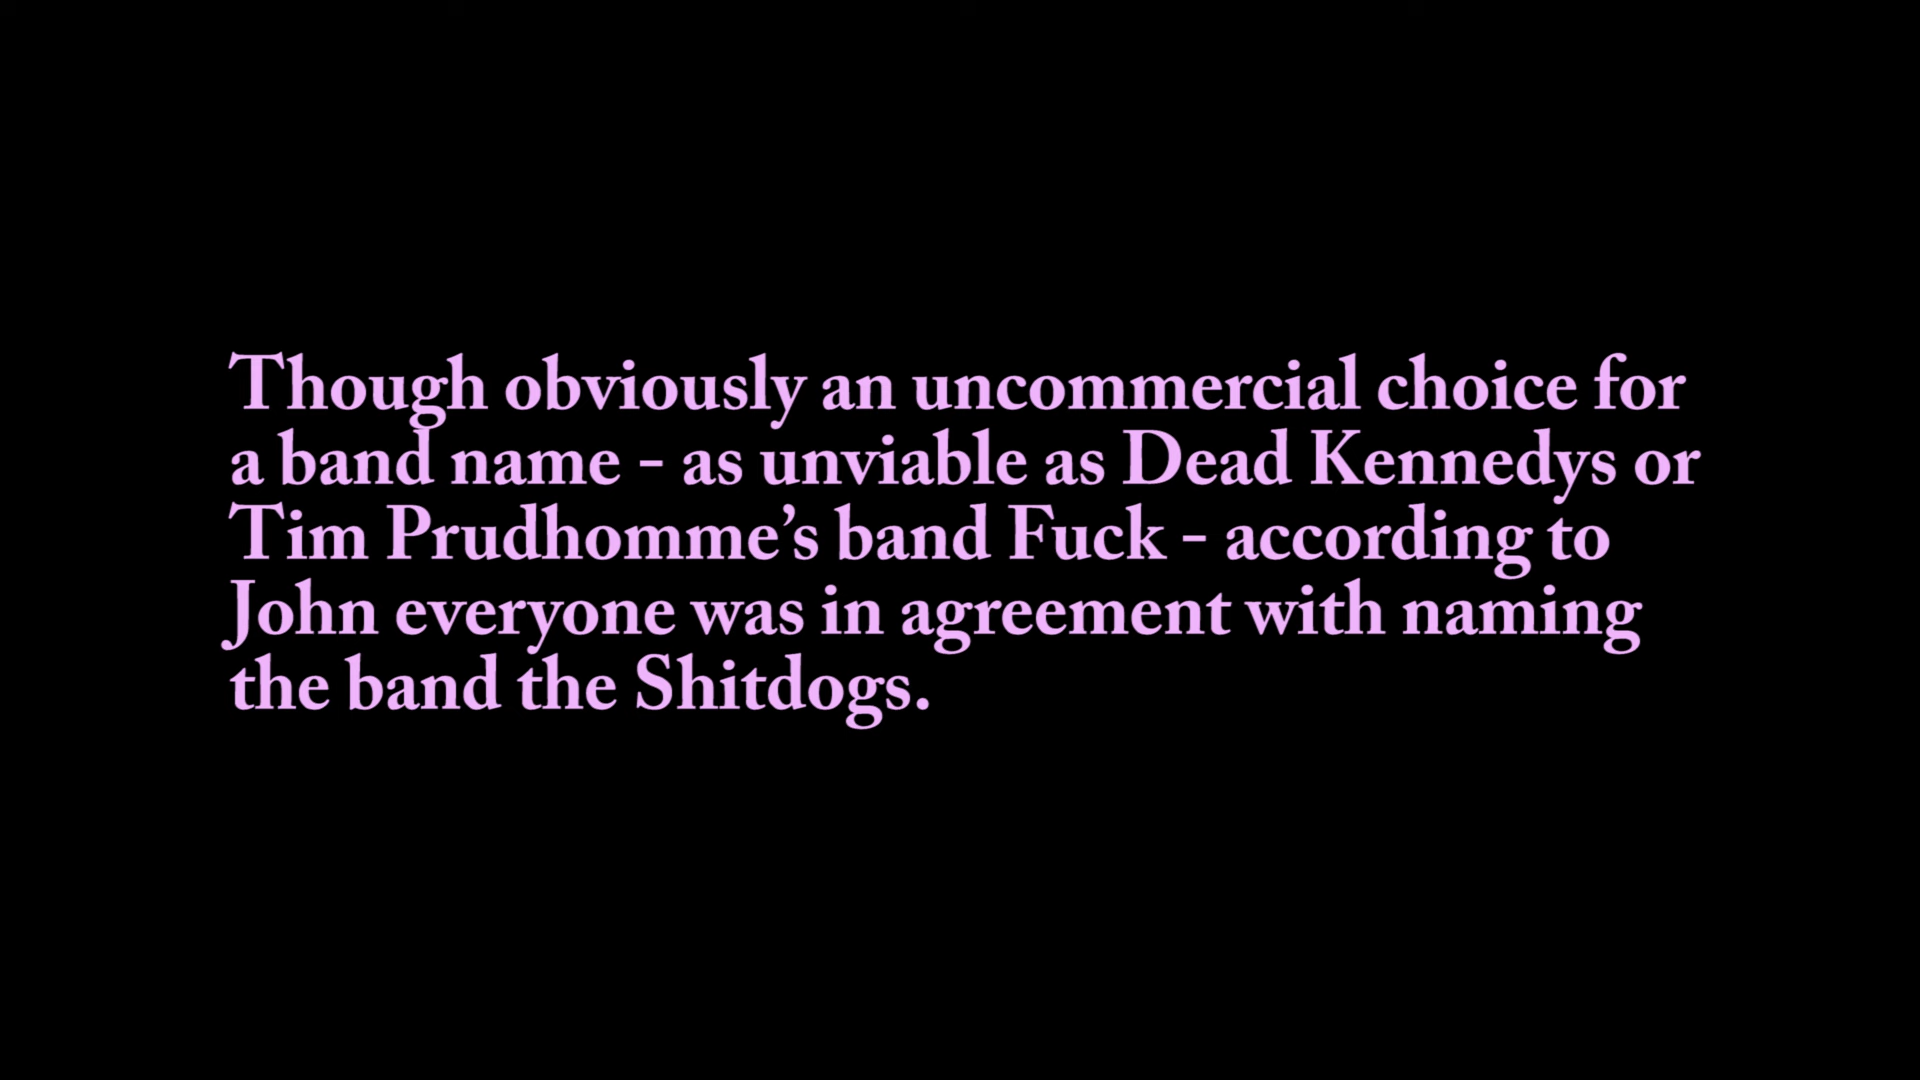 Though obviously an uncommercial choice for
a band name - as unviable as Dead Kennedys or
Tim Prudhomme’s band Fuck - according to
John everyone was in agreement with naming
the band the Shitdogs.